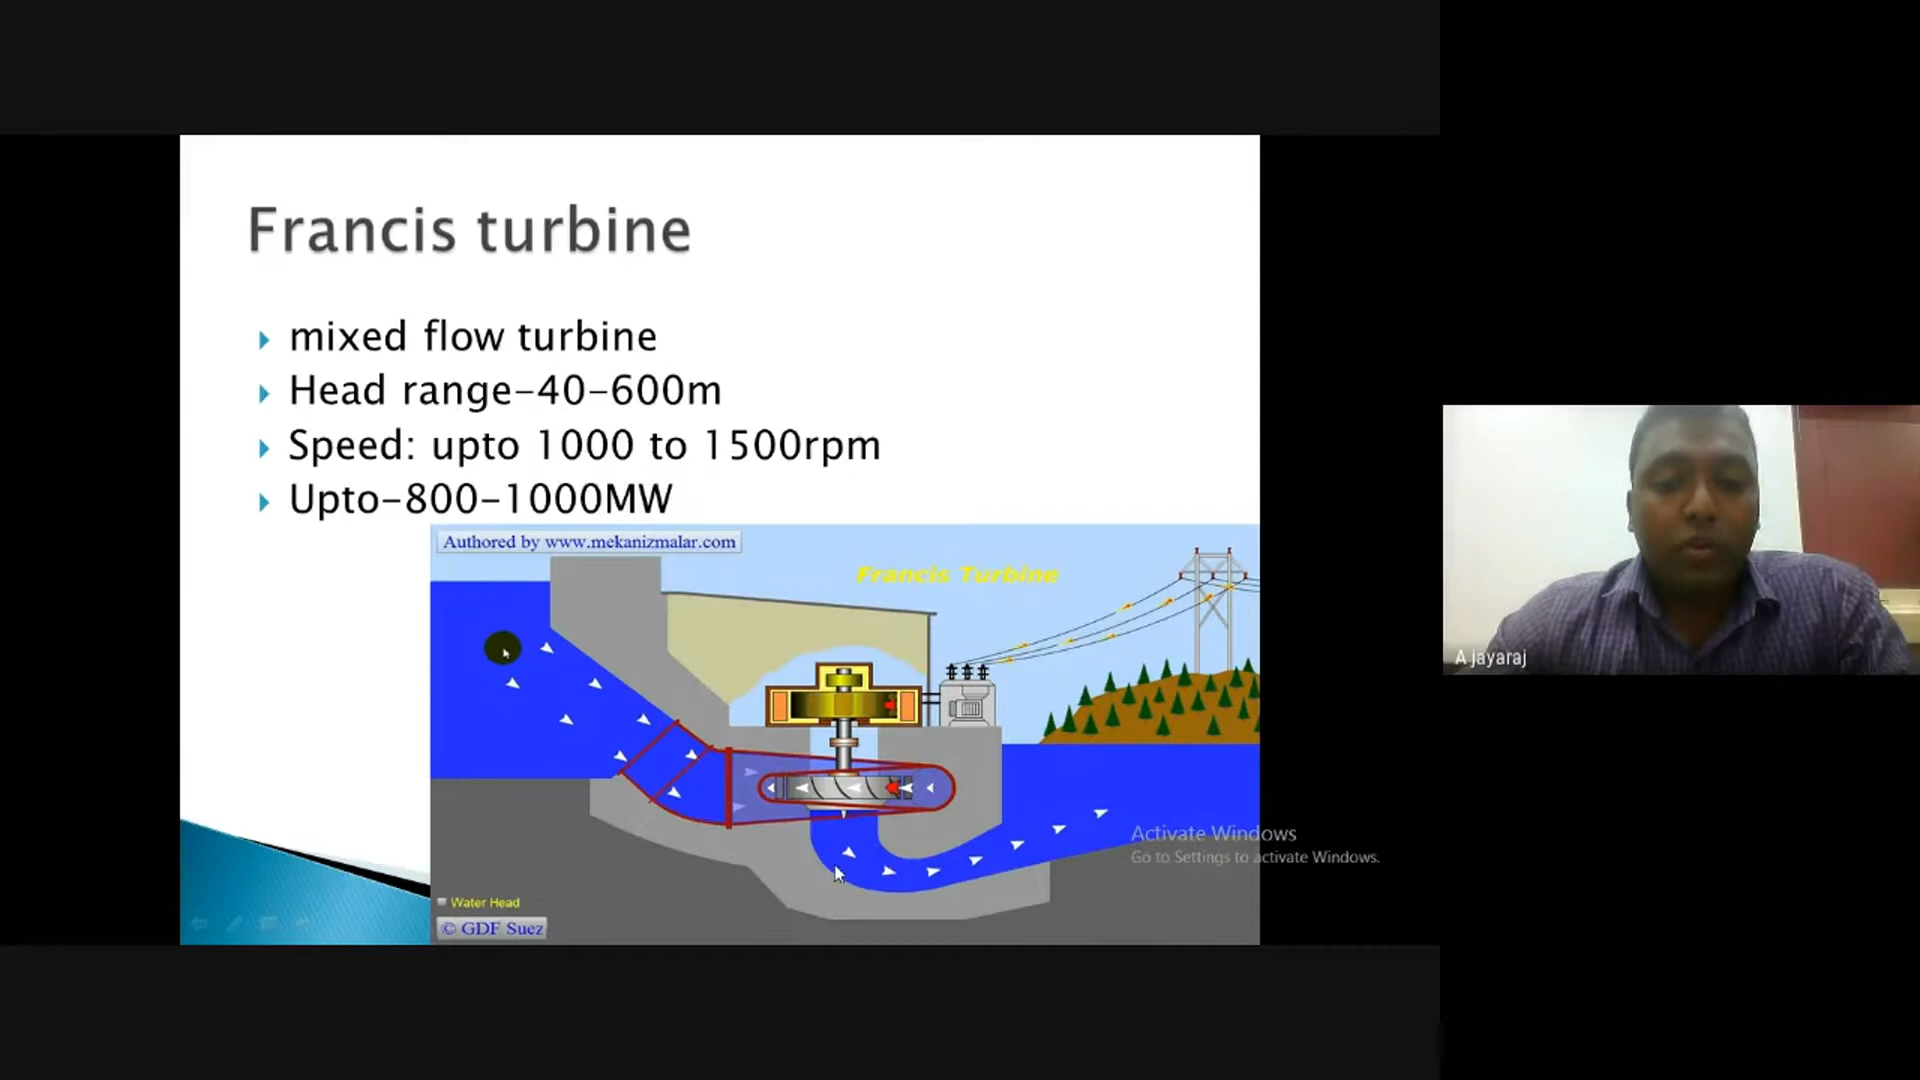 Francis turbine
mixed flow turbine
Head range-40-600m
Speed: upto 1000 to 1500rpm
Upto-800-1000MW
Authored by www.mekanizmalar.com
Francis Turbine
A jayaraj
Activate Windows
Go to Settings to activate Windows.
Water Head
© GDF Suez